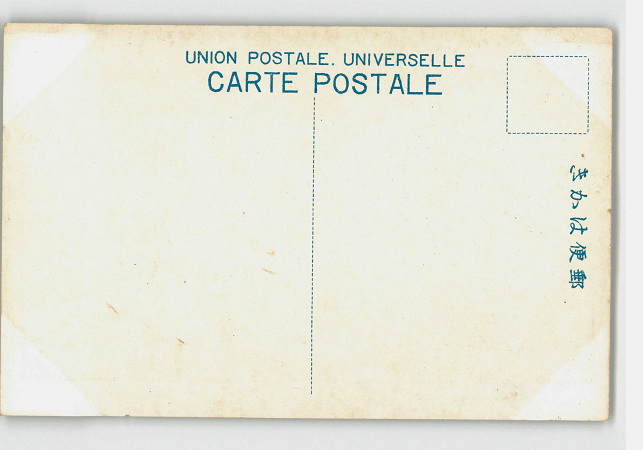 UNION POSTALE. UNIVERSELLE
CARTE POSTALE
きかは便郵